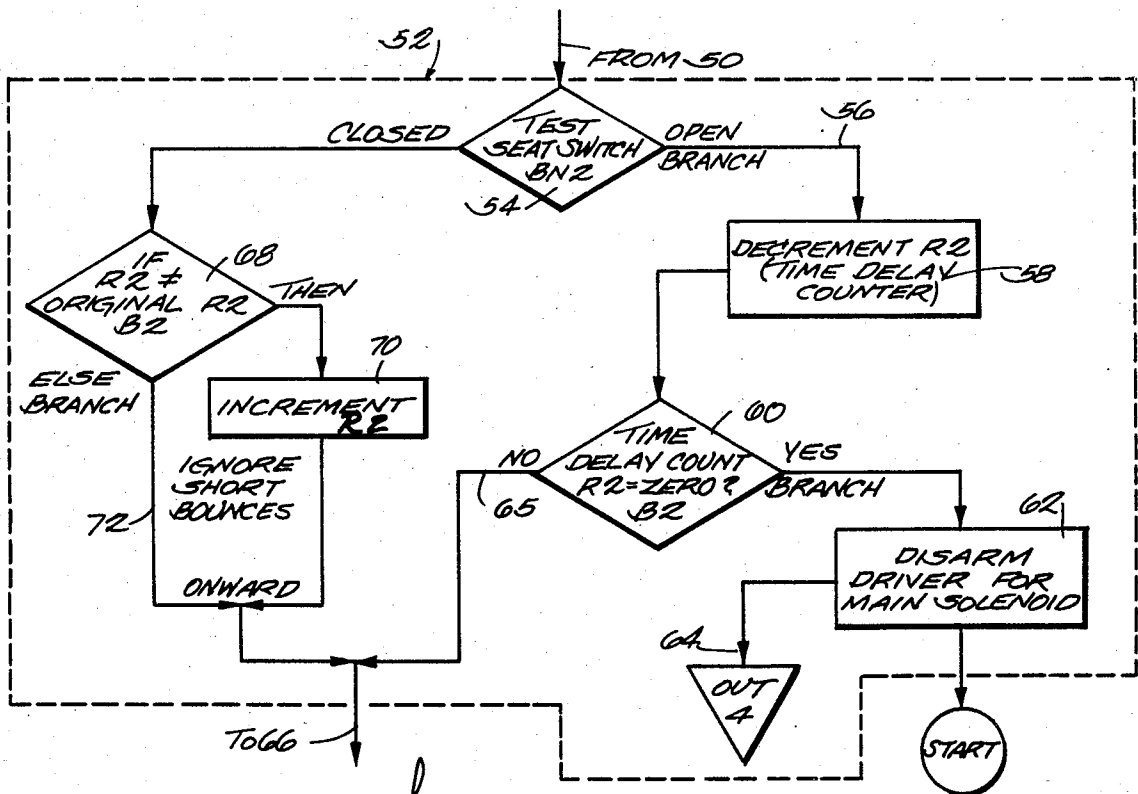 52
FROM 50
CLOSED
TEST
SEAT SWITCH
BN2
54
OPEN
BRANCH
56
IF
R2 ≠
ORIGINAL R2
B2
68
THEN
DECREMENT R2
(TIME DELAY
COUNTER)
58
ELSE
BRANCH
70
INCREMENT
R2
IGNORE
SHORT
BOUNCES
72
TIME
DELAY COUNT
R2=ZERO?
B2
60
NO
65
YES
BRANCH
62
DISARM
DRIVER FOR
MAIN SOLENOID
ONWARD
64
OUT
4
TO 66
START